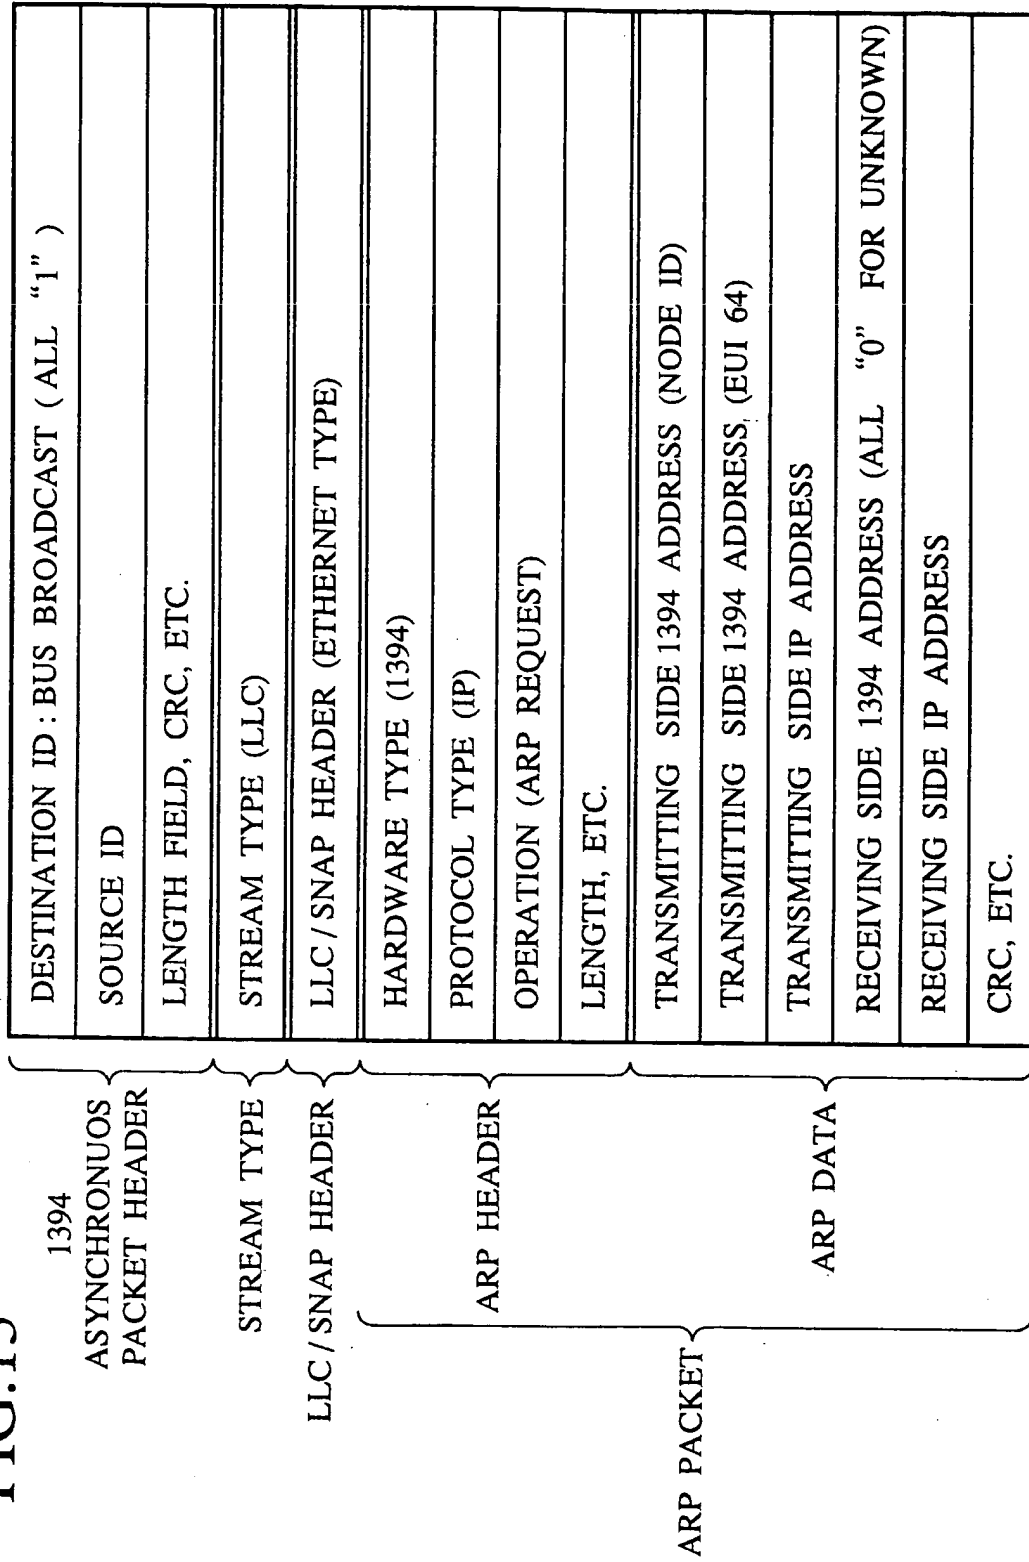 FIG.15
1394
ASYNCHRONUOS
PACKET HEADER
DESTINATION ID : BUS BROADCAST ( ALL “1” )
SOURCE ID
LENGTH FIELD, CRC, ETC.
STREAM TYPE
STREAM TYPE (LLC)
LLC / SNAP HEADER
LLC / SNAP HEADER (ETHERNET TYPE)
ARP PACKET
ARP HEADER
HARDWARE TYPE (1394)
PROTOCOL TYPE (IP)
OPERATION (ARP REQUEST)
LENGTH, ETC.
ARP DATA
TRANSMITTING SIDE 1394 ADDRESS (NODE ID)
TRANSMITTING SIDE 1394 ADDRESS (EUI 64)
TRANSMITTING SIDE IP ADDRESS
RECEIVING SIDE 1394 ADDRESS (ALL “0” FOR UNKNOWN)
RECEIVING SIDE IP ADDRESS
CRC, ETC.